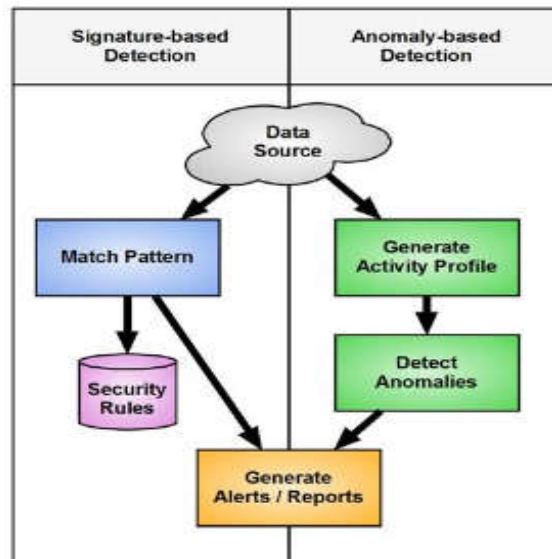 Signature-based
Detection
Anomaly-based
Detection
Data
Source
Match Pattern
Generate
Activity Profile
Security
Rules
Detect
Anomalies
Generate
Alerts / Reports